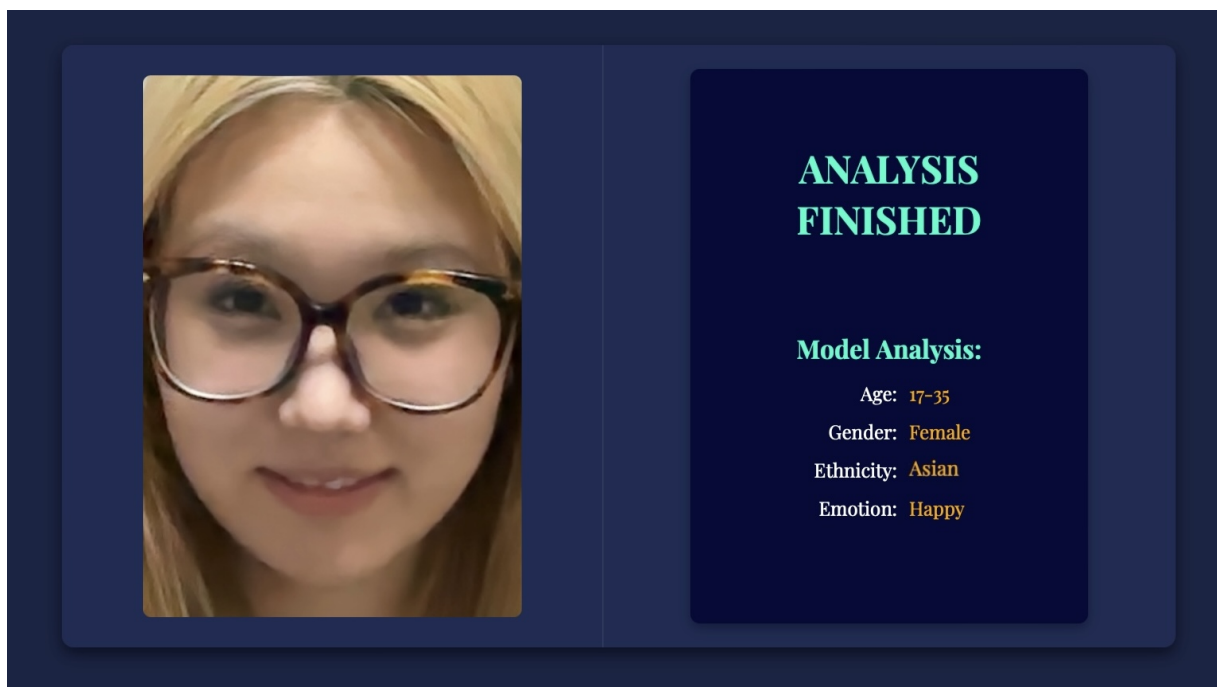 ANALYSIS
FINISHED
Model Analysis:
Age: 17-35
Gender: Female
Ethnicity: Asian
Emotion: Happy